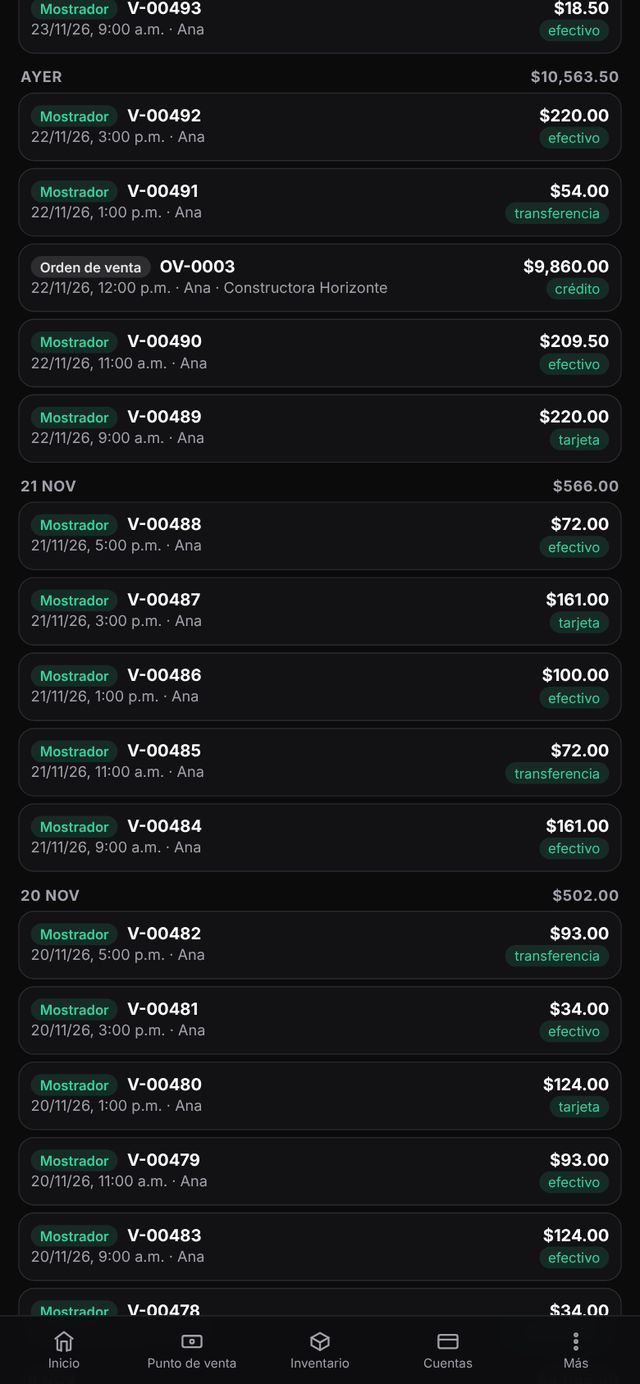 Mostrador V-00493 $18.50
23/11/26, 9:00 a.m. · Ana efectivo
AYER $10,563.50
Mostrador V-00492 $220.00
22/11/26, 3:00 p.m. · Ana efectivo
Mostrador V-00491 $54.00
22/11/26, 1:00 p.m. · Ana transferencia
Orden de venta OV-0003 $9,860.00
22/11/26, 12:00 p.m. · Ana · Constructora Horizonte crédito
Mostrador V-00490 $209.50
22/11/26, 11:00 a.m. · Ana efectivo
Mostrador V-00489 $220.00
22/11/26, 9:00 a.m. · Ana tarjeta
21 NOV $566.00
Mostrador V-00488 $72.00
21/11/26, 5:00 p.m. · Ana efectivo
Mostrador V-00487 $161.00
21/11/26, 3:00 p.m. · Ana tarjeta
Mostrador V-00486 $100.00
21/11/26, 1:00 p.m. · Ana efectivo
Mostrador V-00485 $72.00
21/11/26, 11:00 a.m. · Ana transferencia
Mostrador V-00484 $161.00
21/11/26, 9:00 a.m. · Ana efectivo
20 NOV $502.00
Mostrador V-00482 $93.00
20/11/26, 5:00 p.m. · Ana transferencia
Mostrador V-00481 $34.00
20/11/26, 3:00 p.m. · Ana efectivo
Mostrador V-00480 $124.00
20/11/26, 1:00 p.m. · Ana tarjeta
Mostrador V-00479 $93.00
20/11/26, 11:00 a.m. · Ana efectivo
Mostrador V-00483 $124.00
20/11/26, 9:00 a.m. · Ana efectivo
Mostrador V-00478 $34.00
Inicio Punto de venta Inventario Cuentas Más